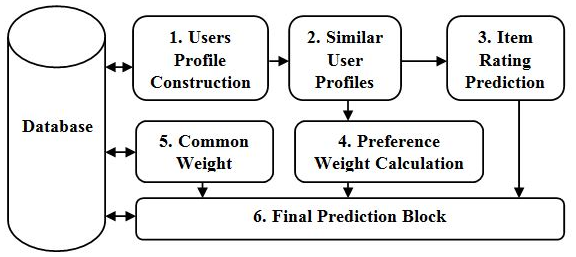 1. Users
Profile
Construction
2. Similar
User
Profiles
3. Item
Rating
Prediction
Database
5. Common
Weight
4. Preference
Weight Calculation
6. Final Prediction Block